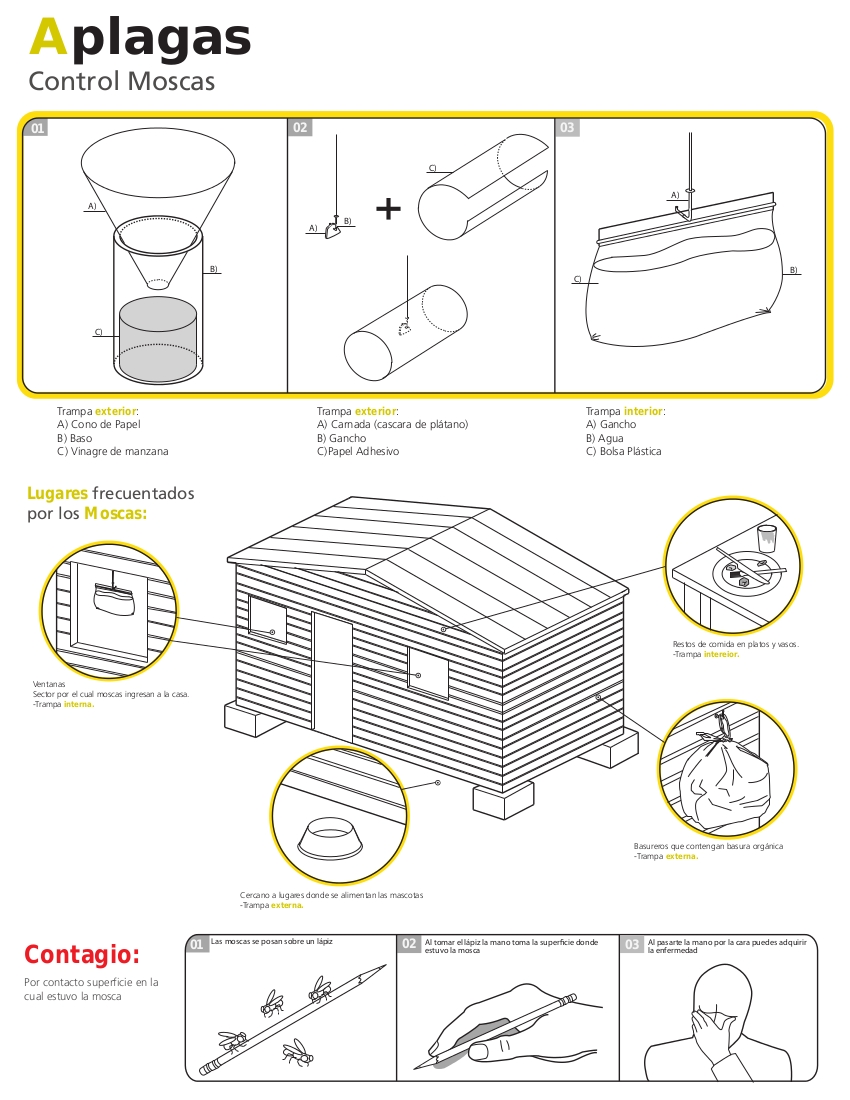 Aplagas
Control Moscas
01
A)
B)
C)
02
A)
B)
C)
03
A)
B)
C)
Trampa exterior:
A) Cono de Papel
B) Baso
C) Vinagre de manzana
Trampa exterior:
A) Carnada (cascara de plátano)
B) Gancho
C)Papel Adhesivo
Trampa interior:
A) Gancho
B) Agua
C) Bolsa Plástica
Lugares frecuentados
por los Moscas:
Ventanas
Sector por el cual moscas ingresan a la casa.
-Trampa interna.
Restos de comida en platos y vasos.
-Trampa intereior.
Basureros que contengan basura orgánica
-Trampa externa.
Cercano a lugares donde se alimentan las mascotas
-Trampa externa.
Contagio:
Por contacto superficie en la
cual estuvo la mosca
01
Las moscas se posan sobre un lápiz
02
Al tomar el lápiz la mano toma la superficie donde
estuvo la mosca
03
Al pasarte la mano por la cara puedes adquirir
la enfermedad